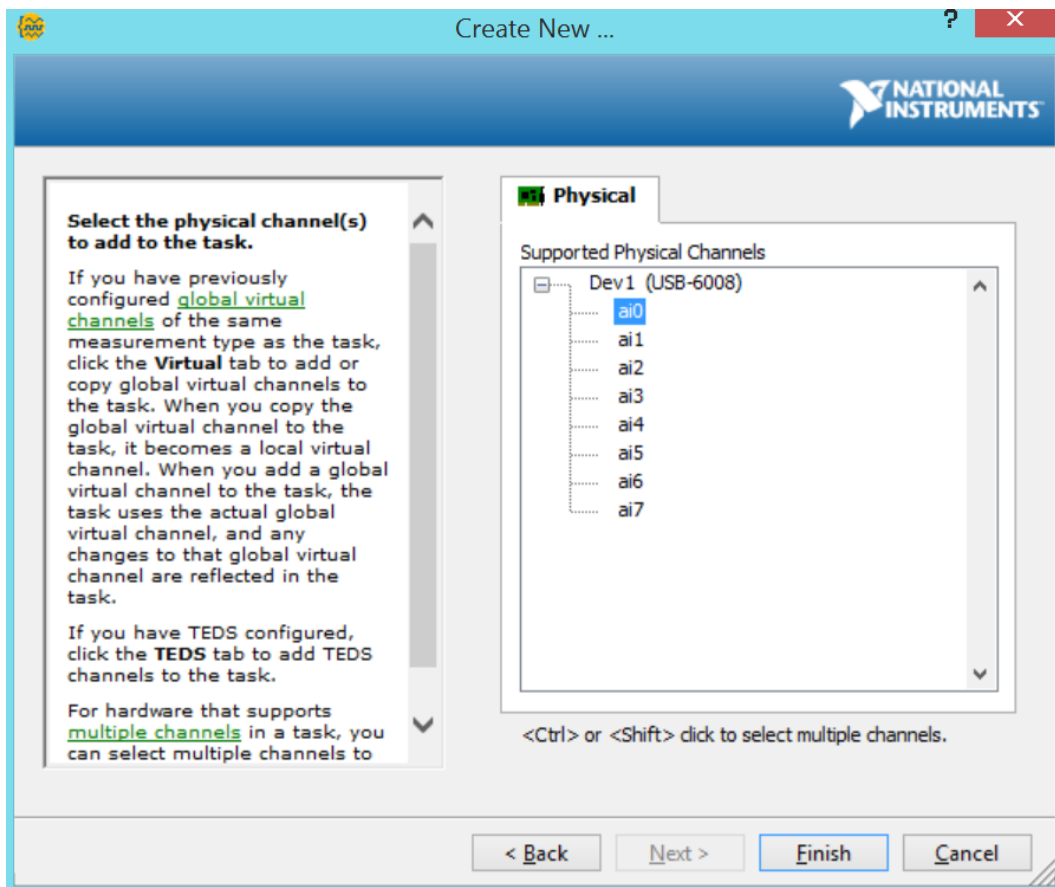 Create New ...
?
NATIONAL
INSTRUMENTS™
Select the physical channel(s)
to add to the task.
If you have previously
configured global virtual
channels of the same
measurement type as the task,
click the Virtual tab to add or
copy global virtual channels to
the task. When you copy the
global virtual channel to the
task, it becomes a local virtual
channel. When you add a global
virtual channel to the task, the
task uses the actual global
virtual channel, and any
changes to that global virtual
channel are reflected in the
task.
If you have TEDS configured,
click the TEDS tab to add TEDS
channels to the task.
For hardware that supports
multiple channels in a task, you
can select multiple channels to
Physical
Supported Physical Channels
Dev1 (USB-6008)
ai0
ai1
ai2
ai3
ai4
ai5
ai6
ai7
<Ctrl> or <Shift> click to select multiple channels.
< Back
Next >
Finish
Cancel